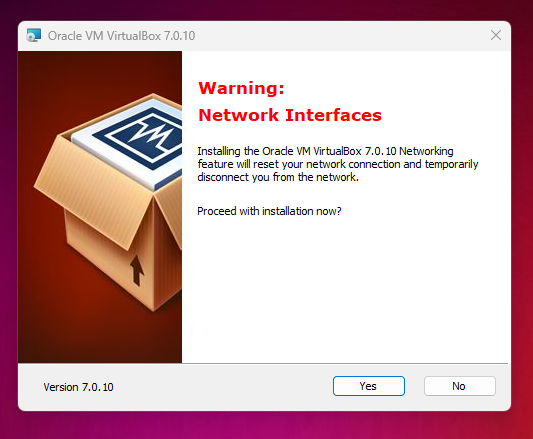 Oracle VM VirtualBox 7.0.10
Warning:
Network Interfaces
Installing the Oracle VM VirtualBox 7.0.10 Networking
feature will reset your network connection and temporarily
disconnect you from the network.
Proceed with installation now?
Version 7.0.10
Yes
No